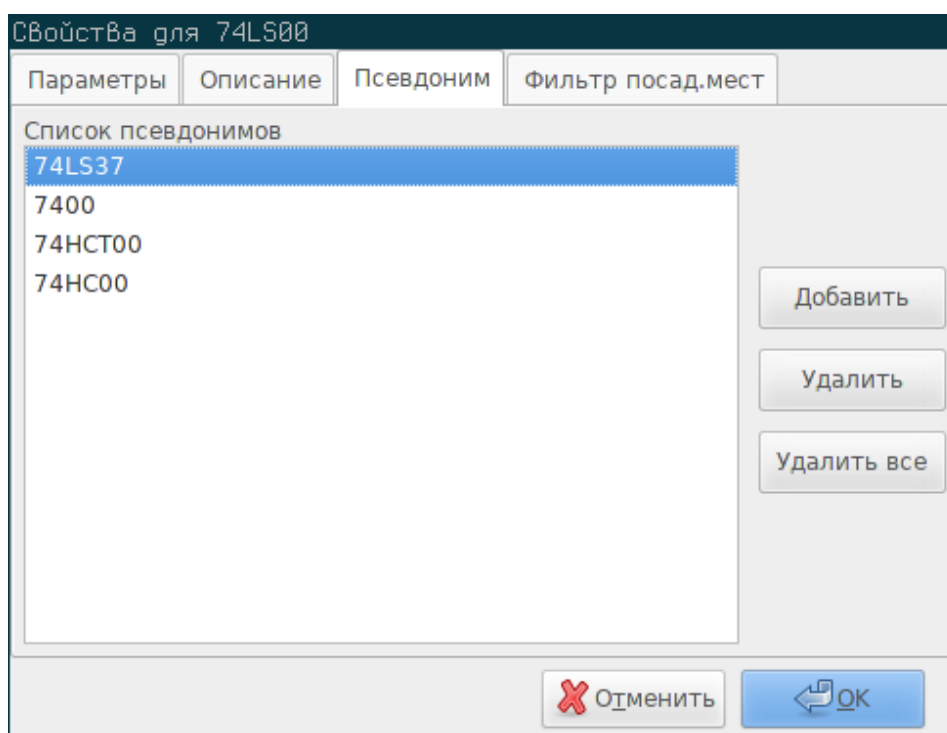 Свойства для 74LS00
Параметры Описание Псевдоним Фильтр посад.мест
Список псевдонимов
74LS37
7400
74HCT00
74HC00
Добавить
Удалить
Удалить все
Отменить OK